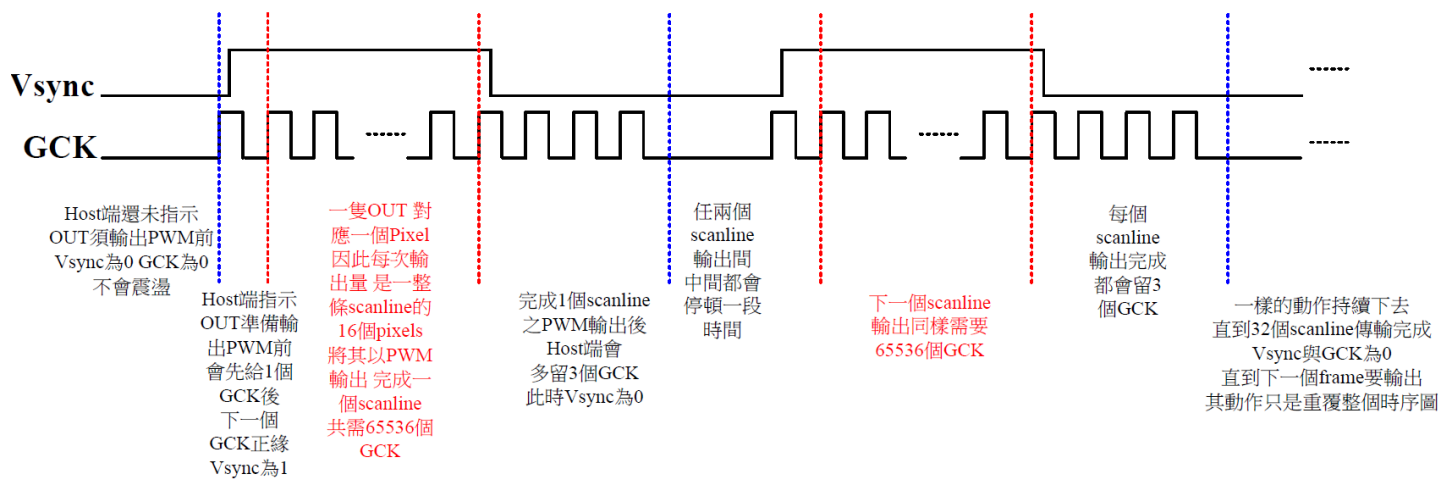 Vsync
GCK
Host端還未指示
OUT須輸出PWM前
Vsync為0 GCK為0
不會震盪
Host端指示
OUT準備輸
出PWM前
會先給1個
GCK後
下一個
GCK正緣
Vsync為1
一隻OUT 對
應一個Pixel
因此每次輸
出量 是一整
條scanline的
16個pixels
將其以PWM
輸出 完成一
個scanline
共需65536個
GCK
完成1個scanline
之PWM輸出後
Host端會
多留3個GCK
此時Vsync為0
任兩個
scanline
輸出間
中間都會
停頓一段
時間
下一個scanline
輸出同樣需要
65536個GCK
每個
scanline
輸出完成
都會留3
個GCK
一樣的動作持續下去
直到32個scanline傳輸完成
Vsync與GCK為0
直到下一個frame要輸出
其動作只是重覆整個時序圖